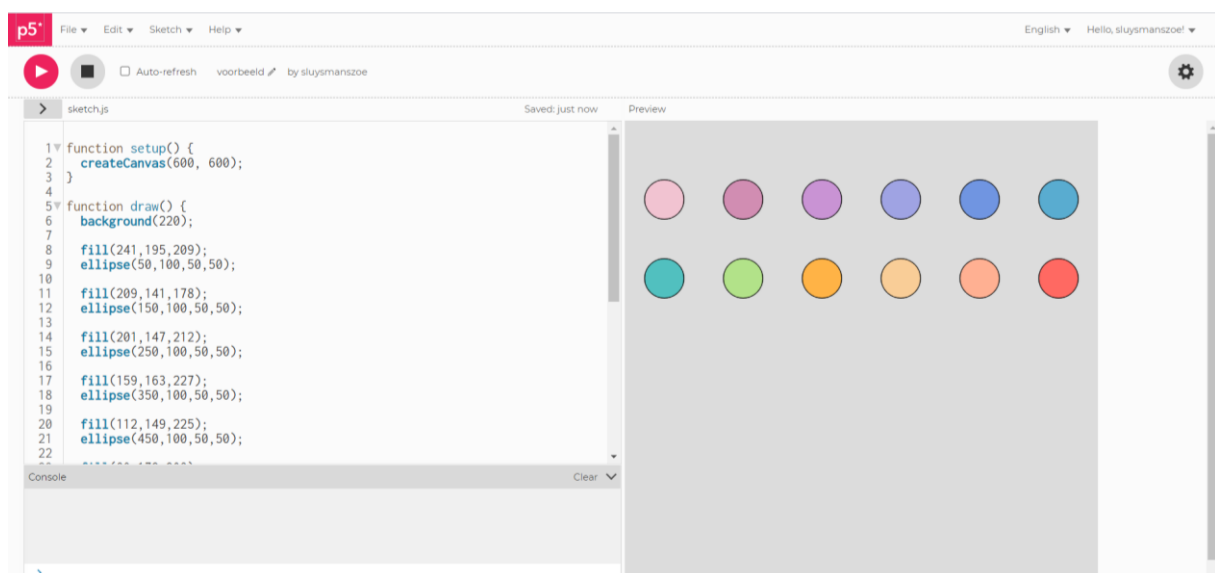 p5* File Edit Sketch Help English Hello, sluysmanszoe!
Auto-refresh voorbeeld by sluysmanszoe
sketch.js Saved: just now Preview
1 function setup() {
2 createCanvas(600, 600);
3 }
4
5 function draw() {
6 background(220);
7
8 fill(241,195,209);
9 ellipse(50,100,50,50);
10
11 fill(209,141,178);
12 ellipse(150,100,50,50);
13
14 fill(201,147,212);
15 ellipse(250,100,50,50);
16
17 fill(159,163,227);
18 ellipse(350,100,50,50);
19
20 fill(112,149,225);
21 ellipse(450,100,50,50);
22
Console Clear